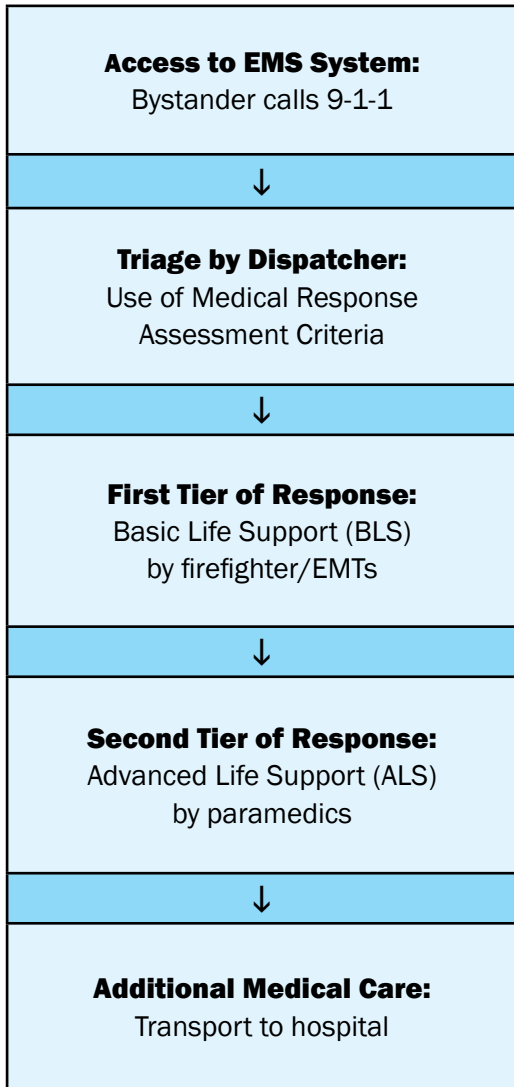 Access to EMS System:
Bystander calls 9-1-1
↓
Triage by Dispatcher:
Use of Medical Response
Assessment Criteria
↓
First Tier of Response:
Basic Life Support (BLS)
by firefighter/EMTs
↓
Second Tier of Response:
Advanced Life Support (ALS)
by paramedics
↓
Additional Medical Care:
Transport to hospital